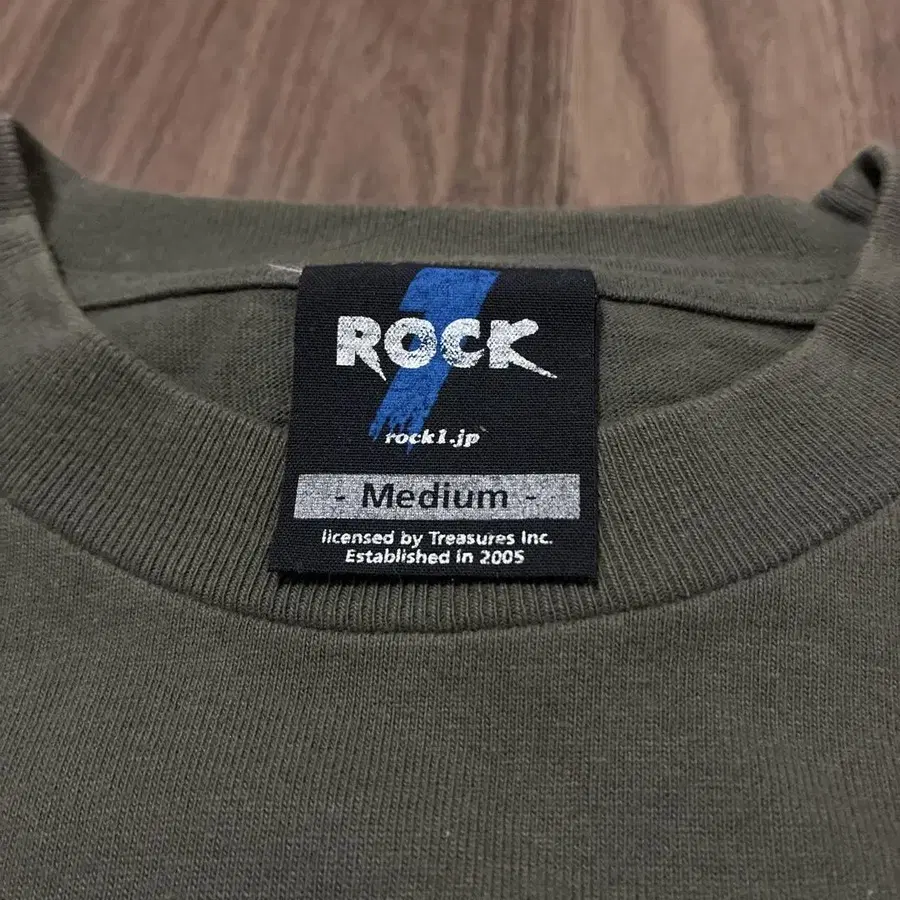 ROCK
rock1.jp
- Medium -
licensed by Treasures Inc.
Established in 2005